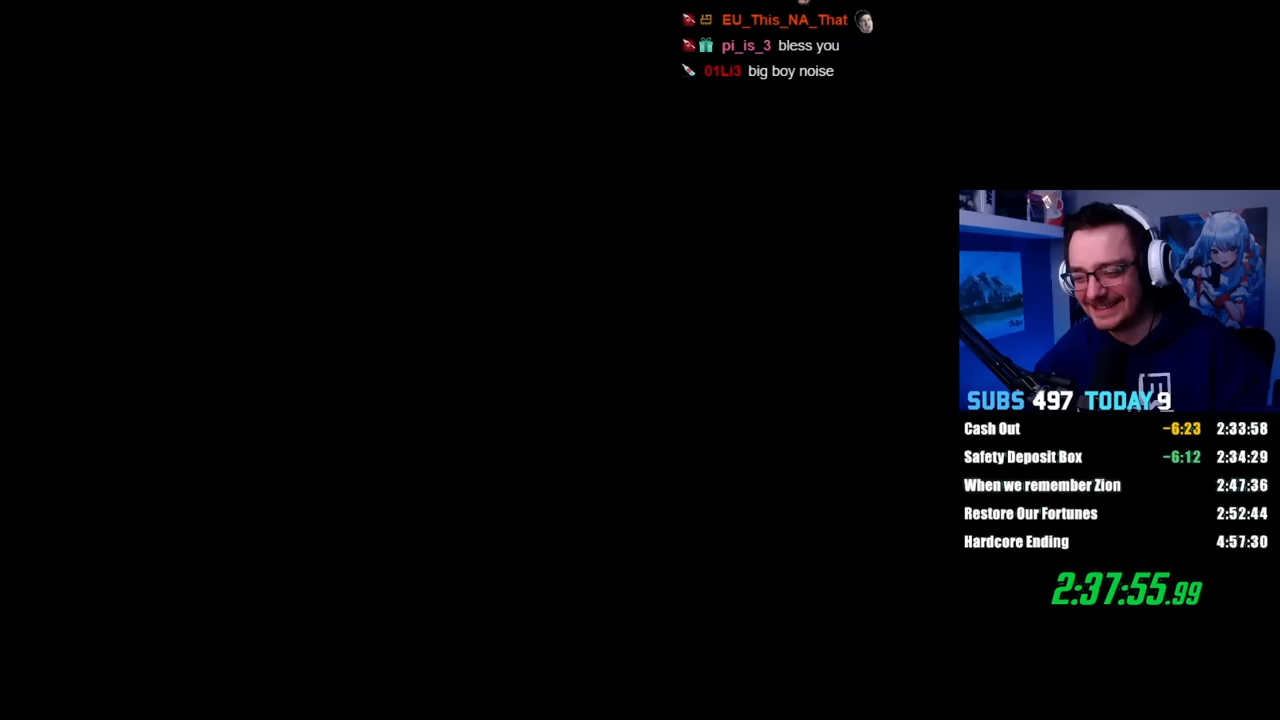 EU_This_NA_That
pi_is_3 bless you
01Li3 big boy noise
SUBS 497 TODAY 9
Cash Out -6:23 2:33:58
Safety Deposit Box -6:12 2:34:29
When we remember Zion 2:47:36
Restore Our Fortunes 2:52:44
Hardcore Ending 4:57:30
2:37:55.99